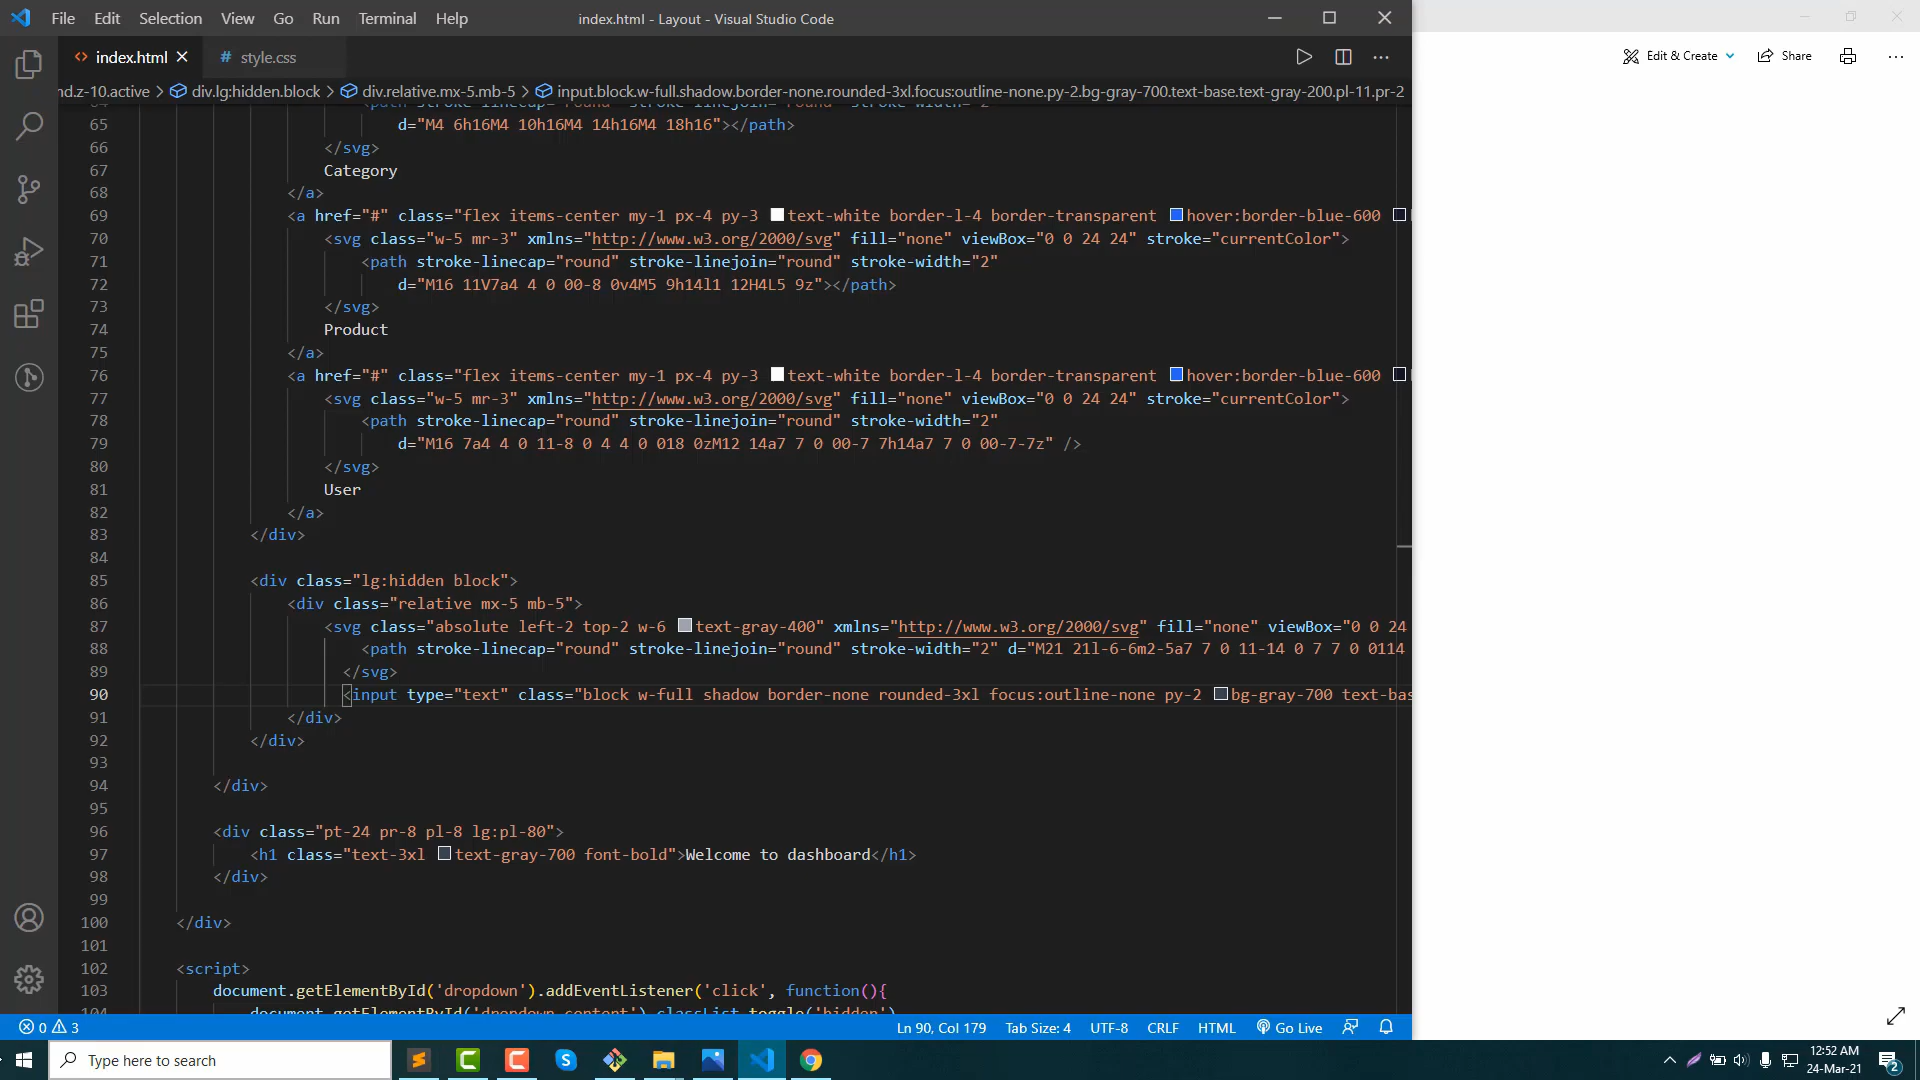 File Edit Selection View Go Run Terminal Help index.html - Layout - Visual Studio Code
index.html # style.css
Edit & Create Share
nd.z-10.active > div.lg:hidden.block > div.relative.mx-5.mb-5 > input.block.w-full.shadow.border-none.rounded-3xl.focus:outline-none.py-2.bg-gray-700.text-base.text-gray-200.pl-11.pr-2
65 d="M4 6h16M4 10h16M4 14h16M4 18h16"></path>
66 </svg>
67 Category
68 </a>
69 <a href="#" class="flex items-center my-1 px-4 py-3 text-white border-l-4 border-transparent hover:border-blue-600
70 <svg class="w-5 mr-3" xmlns="http://www.w3.org/2000/svg" fill="none" viewBox="0 0 24 24" stroke="currentColor">
71 <path stroke-linecap="round" stroke-linejoin="round" stroke-width="2"
72 d="M16 11V7a4 4 0 00-8 0v4M5 9h14l1 12H4L5 9z"></path>
73 </svg>
74 Product
75 </a>
76 <a href="#" class="flex items-center my-1 px-4 py-3 text-white border-l-4 border-transparent hover:border-blue-600
77 <svg class="w-5 mr-3" xmlns="http://www.w3.org/2000/svg" fill="none" viewBox="0 0 24 24" stroke="currentColor">
78 <path stroke-linecap="round" stroke-linejoin="round" stroke-width="2"
79 d="M16 7a4 4 0 11-8 0 4 4 0 018 0zM12 14a7 7 0 00-7 7h14a7 7 0 00-7-7z" />
80 </svg>
81 User
82 </a>
83 </div>
84
85 <div class="lg:hidden block">
86 <div class="relative mx-5 mb-5">
87 <svg class="absolute left-2 top-2 w-6 text-gray-400" xmlns="http://www.w3.org/2000/svg" fill="none" viewBox="0 0 24
88 <path stroke-linecap="round" stroke-linejoin="round" stroke-width="2" d="M21 21l-6-6m2-5a7 7 0 11-14 0 7 7 0 0114
89 </svg>
90 <input type="text" class="block w-full shadow border-none rounded-3xl focus:outline-none py-2 bg-gray-700 text-bas
91 </div>
92 </div>
93
94 </div>
95
96 <div class="pt-24 pr-8 pl-8 lg:pl-80">
97 <h1 class="text-3xl text-gray-700 font-bold">Welcome to dashboard</h1>
98 </div>
99
100 </div>
101
102 <script>
103 document.getElementById('dropdown').addEventListener('click', function(){
0 3 Ln 90, Col 179 Tab Size: 4 UTF-8 CRLF HTML Go Live
Type here to search
12:52 AM
24-Mar-21
2